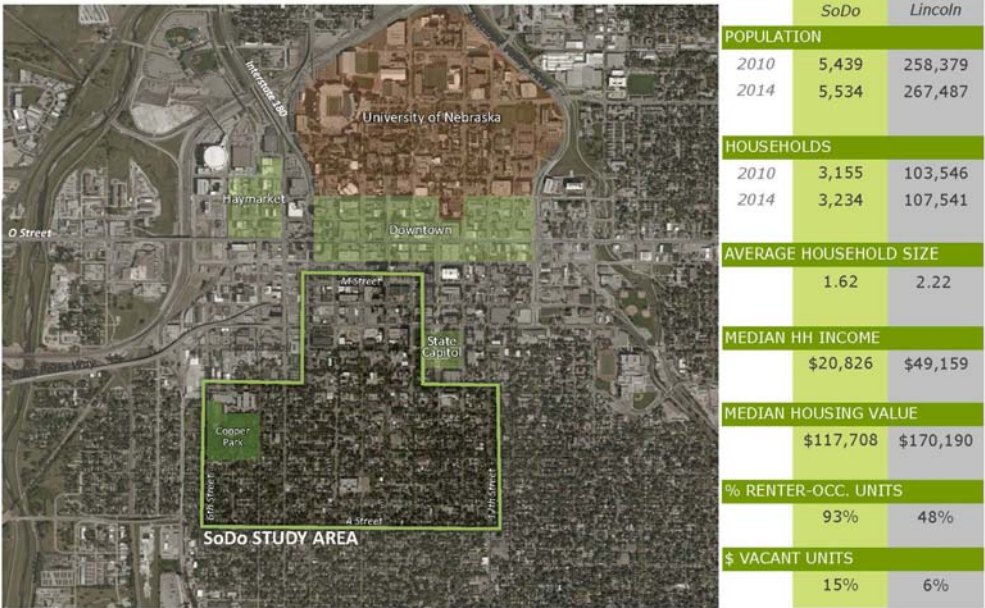 Interstate 180
University of Nebraska
Haymarket
Downtown
O Street
M Street
State
Capitol
Cooper
Park
6th Street
17th Street
A Street
SoDo STUDY AREA
SoDo Lincoln
POPULATION
2010 5,439 258,379
2014 5,534 267,487
HOUSEHOLDS
2010 3,155 103,546
2014 3,234 107,541
AVERAGE HOUSEHOLD SIZE
1.62 2.22
MEDIAN HH INCOME
$20,826 $49,159
MEDIAN HOUSING VALUE
$117,708 $170,190
% RENTER-OCC. UNITS
93% 48%
$ VACANT UNITS
15% 6%